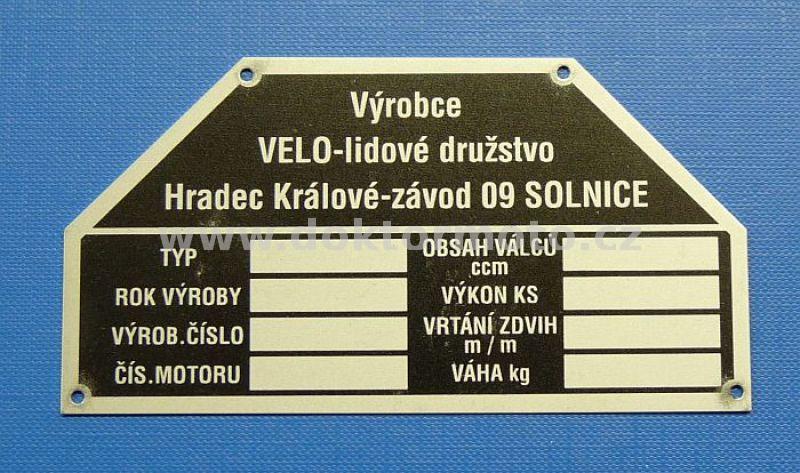 Výrobce
VELO-lidové družstvo
Hradec Králové-závod 09 SOLNICE
www.doktormoto.cz
TYP
ROK VÝROBY
VÝROB.ČÍSLO
ČÍS.MOTORU
OBSAH VÁLCŮ
ccm
VÝKON KS
VRTÁNÍ ZDVIH
m / m
VÁHA kg